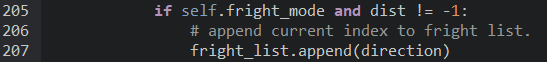 205 if self.fright_mode and dist != -1:
206 # append current index to fright list.
207 fright_list.append(direction)